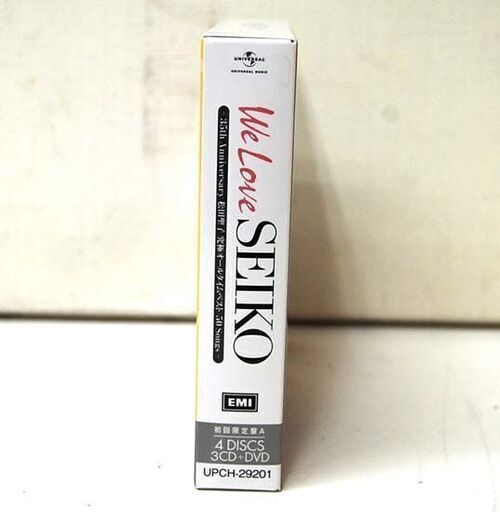 UNIVERSAL
UNIVERSAL MUSIC
We Love SEIKO
-35th Anniversary 松田聖子 究極オールタイムベスト 50 Songs-
EMI
初回限定盤A
4 DISCS
3CD+DVD
UPCH-29201